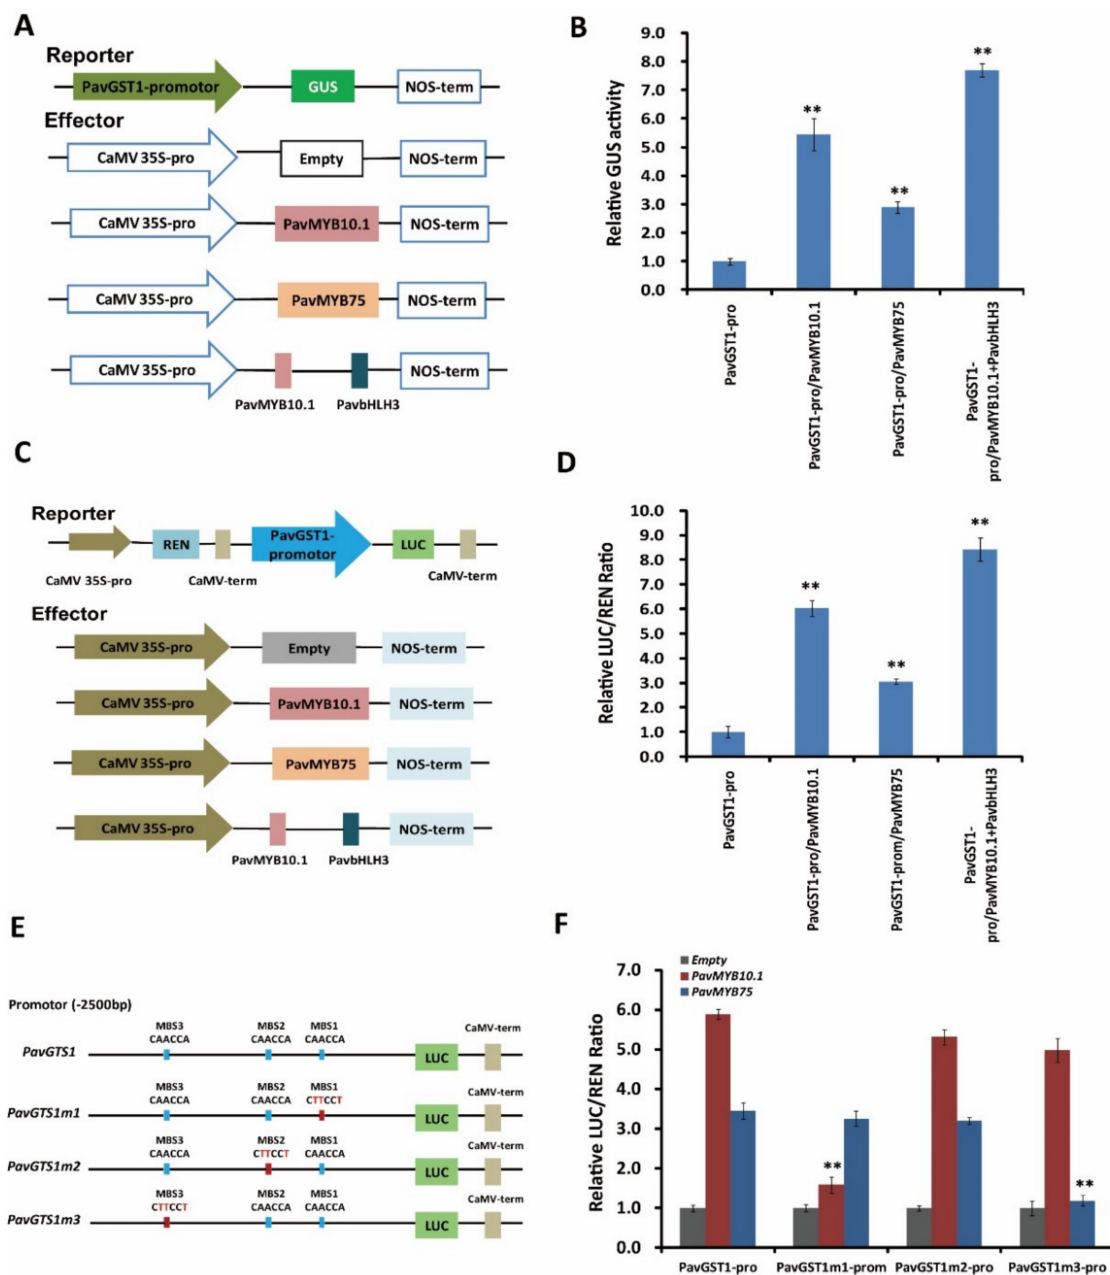 A
Reporter
PavGST1-promotor
GUS
NOS-term
Effector
CaMV 35S-pro
Empty
NOS-term
CaMV 35S-pro
PavMYB10.1
NOS-term
CaMV 35S-pro
PavMYB75
NOS-term
CaMV 35S-pro
NOS-term
PavMYB10.1
PavbHLH3
B
Relative GUS activity
9.0
8.0
7.0
6.0
5.0
4.0
3.0
2.0
1.0
0.0
**
**
**
PavGST1-pro
PavGST1-pro/PavMYB10.1
PavGST1-pro/PavMYB75
PavGST1-
pro/PavMYB10.1+PavbHLH3
C
Reporter
CaMV 35S-pro
REN
CaMV-term
PavGST1-
promotor
LUC
CaMV-term
Effector
CaMV 35S-pro
Empty
NOS-term
CaMV 35S-pro
PavMYB10.1
NOS-term
CaMV 35S-pro
PavMYB75
NOS-term
CaMV 35S-pro
NOS-term
PavMYB10.1
PavbHLH3
D
Relative LUC/REN Ratio
10.0
9.0
8.0
7.0
6.0
5.0
4.0
3.0
2.0
1.0
0.0
**
**
**
PavGST1-pro
PavGST1-pro/PavMYB10.1
PavGST1-prom/PavMYB75
PavGST1-
pro/PavMYB10.1+PavbHLH3
E
Promotor (-2500bp)
MBS3 MBS2 MBS1
CAACCA CAACCA CAACCA
CaMV-term
PavGTS1
LUC
MBS3 MBS2 MBS1
CAACCA CAACCA CTTCCT
CaMV-term
PavGTS1m1
LUC
MBS3 MBS2 MBS1
CAACCA CTTCCT CAACCA
CaMV-term
PavGTS1m2
LUC
MBS3 MBS2 MBS1
CTTCCT CAACCA CAACCA
CaMV-term
PavGTS1m3
LUC
F
Empty
PavMYB10.1
PavMYB75
Relative LUC/REN Ratio
7.0
6.0
5.0
4.0
3.0
2.0
1.0
0.0
**
**
PavGST1-pro
PavGST1m1-prom
PavGST1m2-pro
PavGST1m3-pro